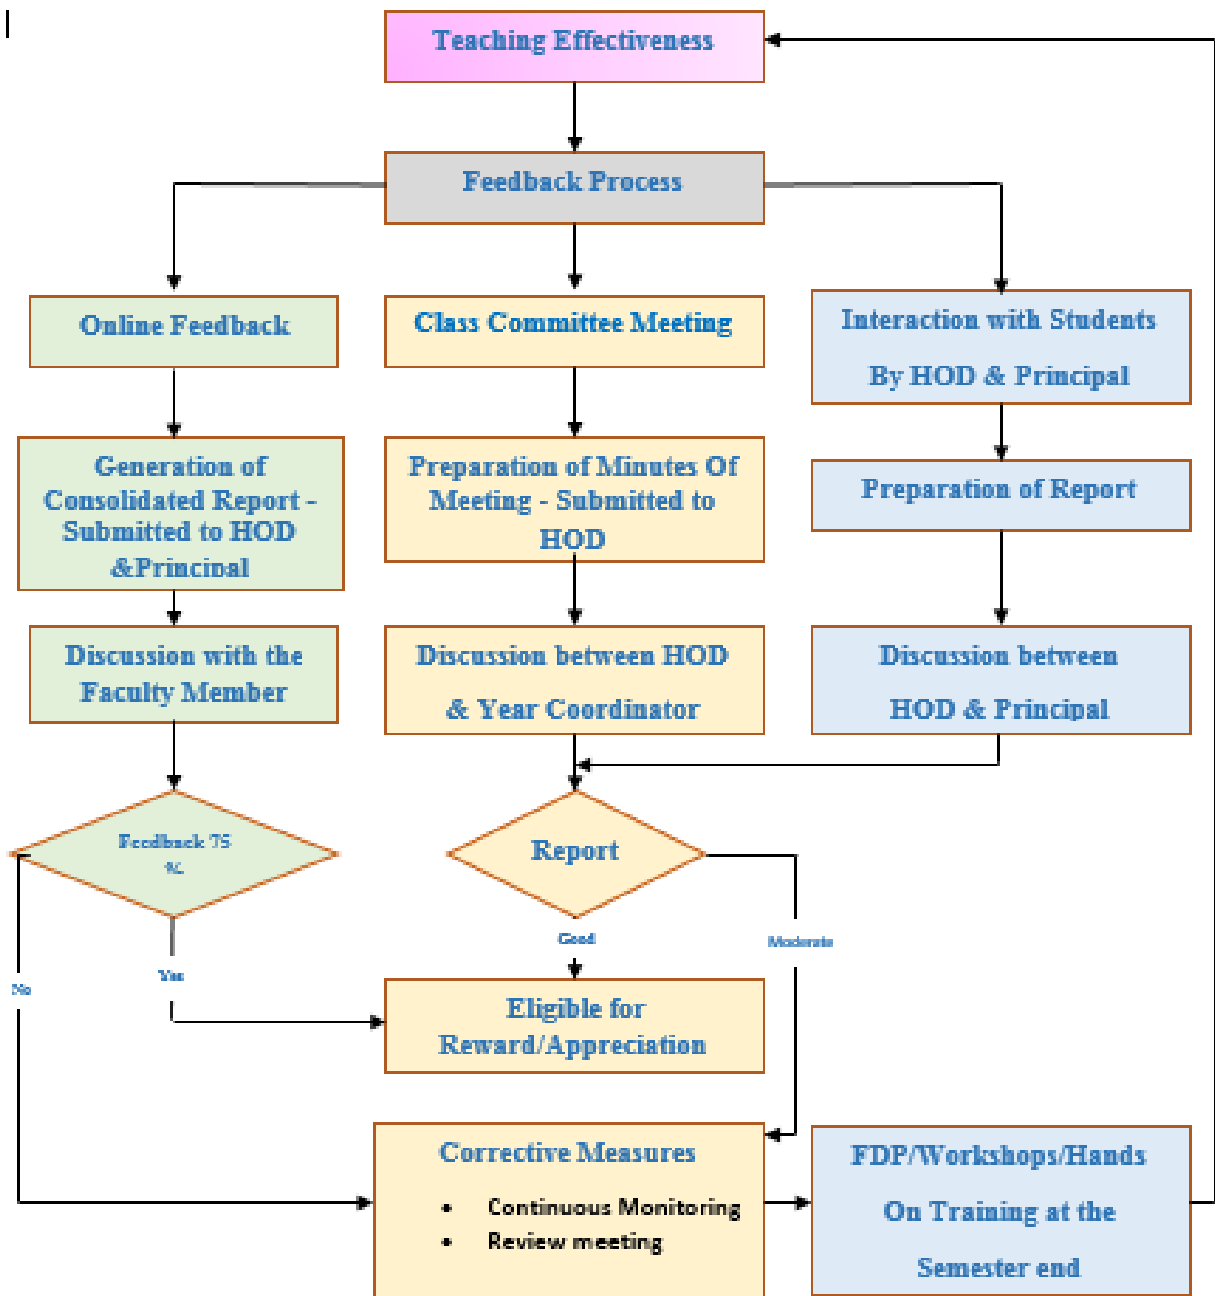 Teaching Effectiveness
Feedback Process
Online Feedback
Class Committee Meeting
Interaction with Students
By HOD & Principal
Generation of
Consolidated Report -
Submitted to HOD
&Principal
Preparation of Minutes Of
Meeting - Submitted to
HOD
Preparation of Report
Discussion with the
Faculty Member
Discussion between HOD
& Year Coordinator
Discussion between
HOD & Principal
Feedback 75
%
Report
Good
Moderate
Yes
No
Eligible for
Reward/Appreciation
Corrective Measures
• Continuous Monitoring
• Review meeting
FDP/Workshops/Hands
On Training at the
Semester end